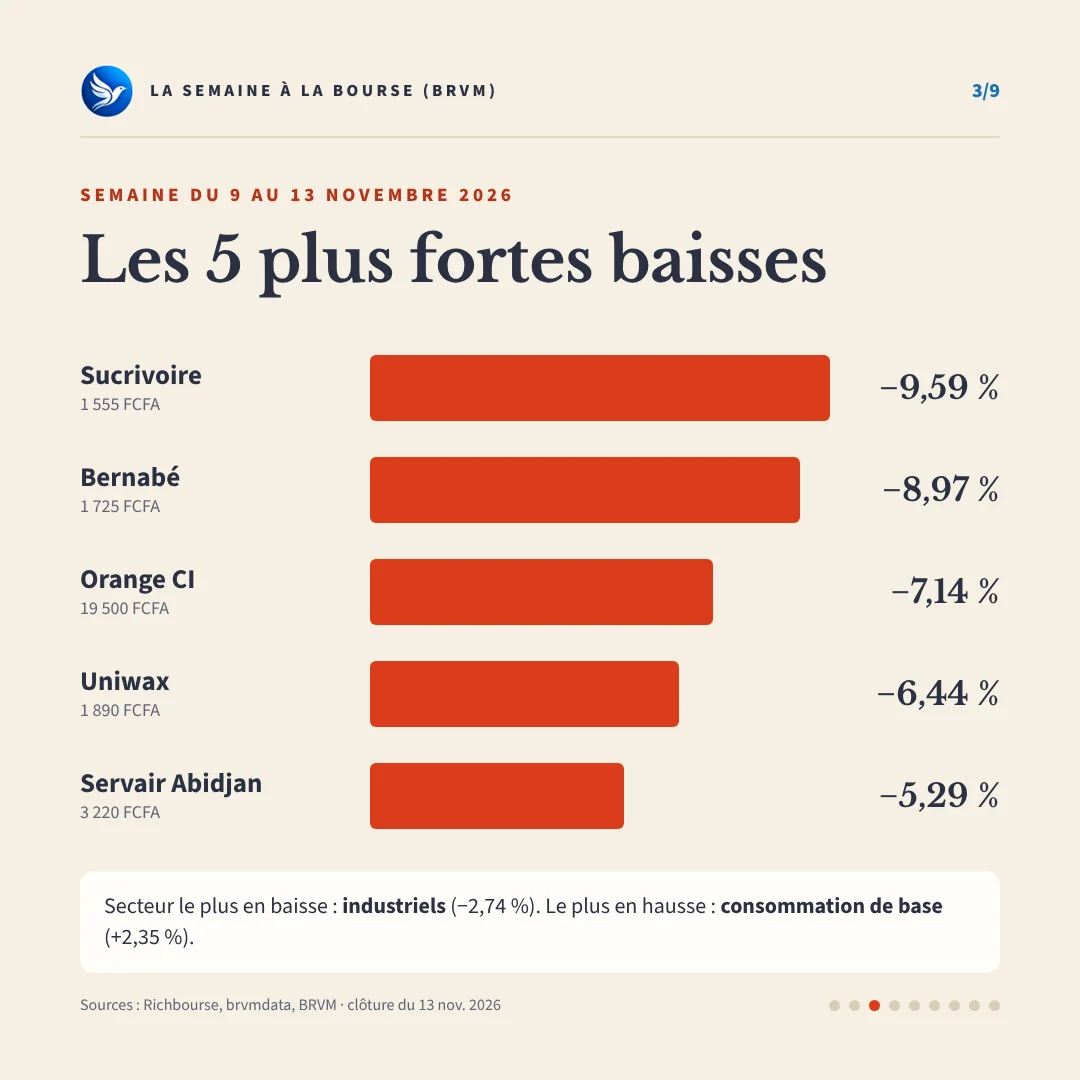 LA SEMAINE À LA BOURSE (BRVM)
3/9
SEMAINE DU 9 AU 13 NOVEMBRE 2026
Les 5 plus fortes baisses
Sucrivoire
1 555 FCFA
−9,59 %
Bernabé
1 725 FCFA
−8,97 %
Orange CI
19 500 FCFA
−7,14 %
Uniwax
1 890 FCFA
−6,44 %
Servair Abidjan
3 220 FCFA
−5,29 %
Secteur le plus en baisse : industriels (−2,74 %). Le plus en hausse : consommation de base
(+2,35 %).
Sources : Richbourse, brvmdata, BRVM · clôture du 13 nov. 2026